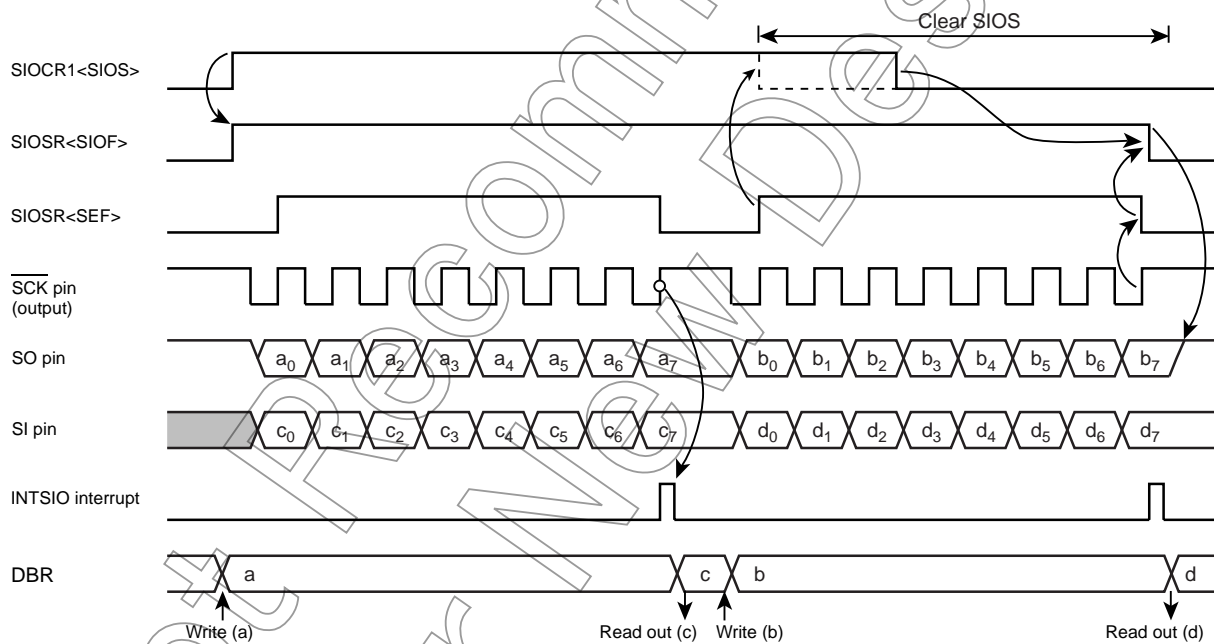 Clear SIOS
SIOCR1<SIOS>
SIOSR<SIOF>
SIOSR<SEF>
SCK pin
(output)
SO pin
a0 a1 a2 a3 a4 a5 a6 a7 b0 b1 b2 b3 b4 b5 b6 b7
SI pin
c0 c1 c2 c3 c4 c5 c6 c7 d0 d1 d2 d3 d4 d5 d6 d7
INTSIO interrupt
DBR a c b d
Write (a) Read out (c) Write (b) Read out (d)